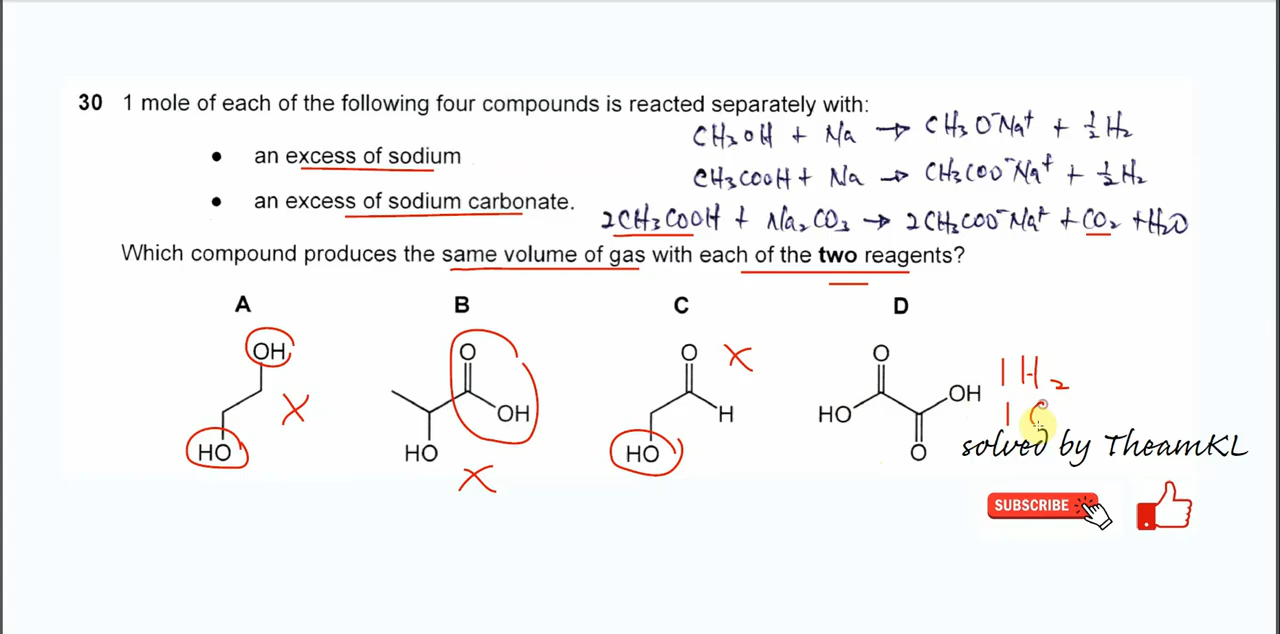 30 1 mole of each of the following four compounds is reacted separately with:
CH₃OH + Na → CH₃O⁻Na⁺ + ½H₂
• an excess of sodium
CH₃COOH + Na → CH₃COO⁻Na⁺ + ½H₂
• an excess of sodium carbonate.
2CH₃COOH + Na₂CO₃ → 2CH₃COO⁻Na⁺ + CO₂ + H₂O
Which compound produces the same volume of gas with each of the two reagents?
A B C D
OH
HO
X
O
OH
HO
X
O
H
HO
X
O
HO
OH
O
1H₂
1C
solved by TheamKL
SUBSCRIBE